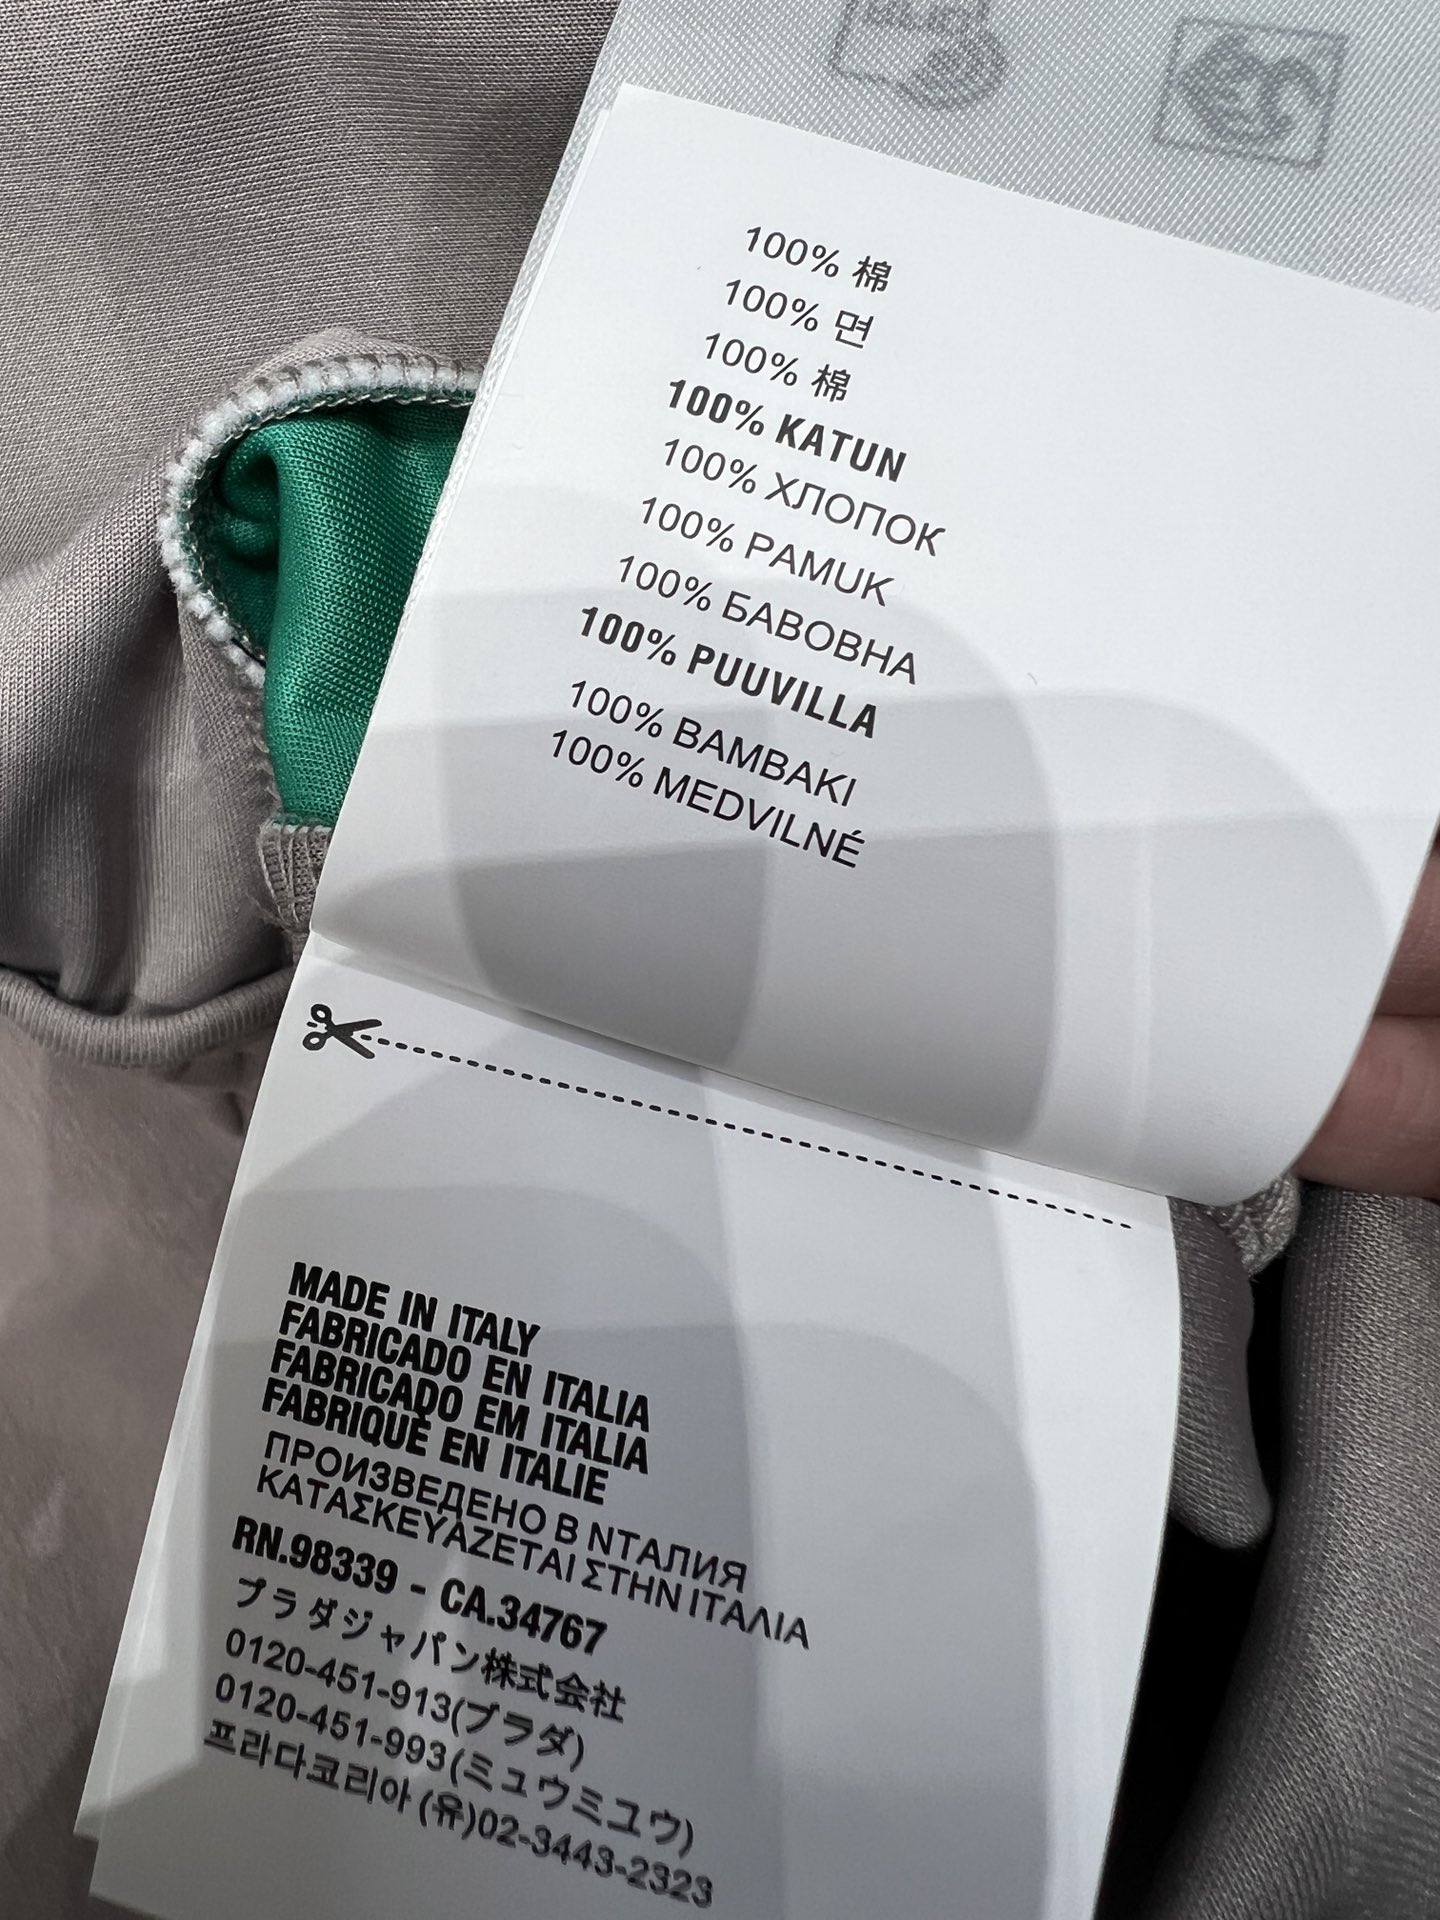 100% 棉
100% 면
100% 棉
100% KATUN
100% ХЛОПОК
100% PAMUK
100% БАВОВНА
100% PUUVILLA
100% BAMBAKI
100% MEDVILNÉ
MADE IN ITALY
FABRICADO EN ITALIA
FABRICADO EM ITALIA
FABRIQUÈ EN ITALIE
ПРОИЗВЕДЕНО В NТАЛИЯ
ΚΑΤΑΣΚΕΥΑΖΕΤΑΙ ΣΤΗΝ ΙΤΑΛΙΑ
RN.98339 - CA.34767
プラダジャパン株式会社
0120-451-913(プラダ)
0120-451-993(ミュウミュウ)
프라다코리아(유)02-3443-2323